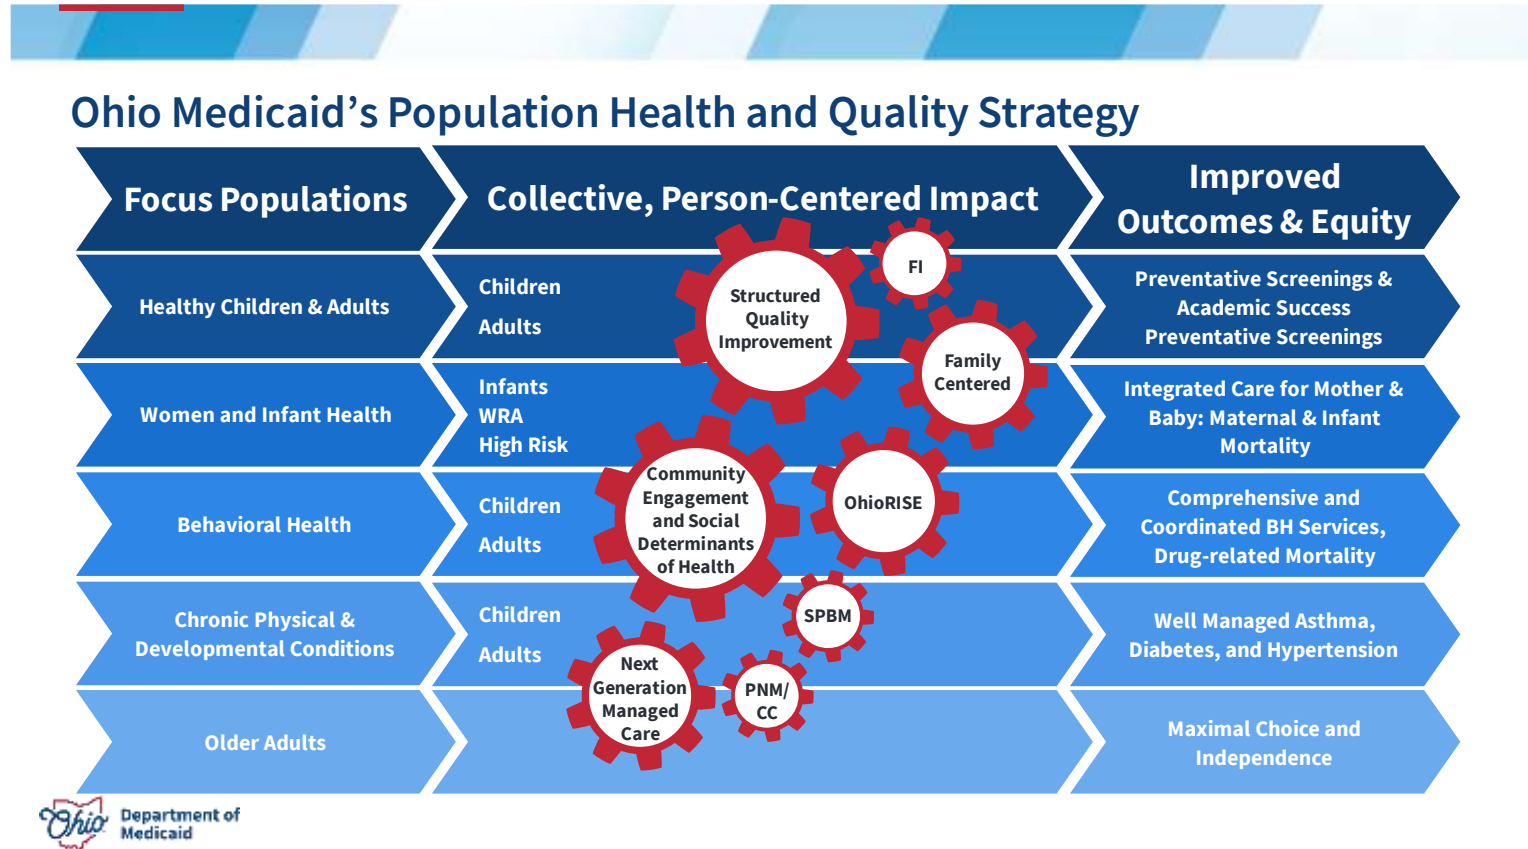 Ohio Medicaid’s Population Health and Quality Strategy
Focus Populations
Collective, Person-Centered Impact
Improved
Outcomes & Equity
Healthy Children & Adults
Children
Adults
Preventative Screenings &
Academic Success
Preventative Screenings
Women and Infant Health
Infants
WRA
High Risk
Integrated Care for Mother &
Baby: Maternal & Infant
Mortality
Behavioral Health
Children
Adults
Comprehensive and
Coordinated BH Services,
Drug-related Mortality
Chronic Physical &
Developmental Conditions
Children
Adults
Well Managed Asthma,
Diabetes, and Hypertension
Older Adults
Maximal Choice and
Independence
Structured
Quality
Improvement
FI
Family
Centered
Community
Engagement
and Social
Determinants
of Health
OhioRISE
SPBM
Next
Generation
Managed
Care
PNM/
CC
Ohio
Department of
Medicaid